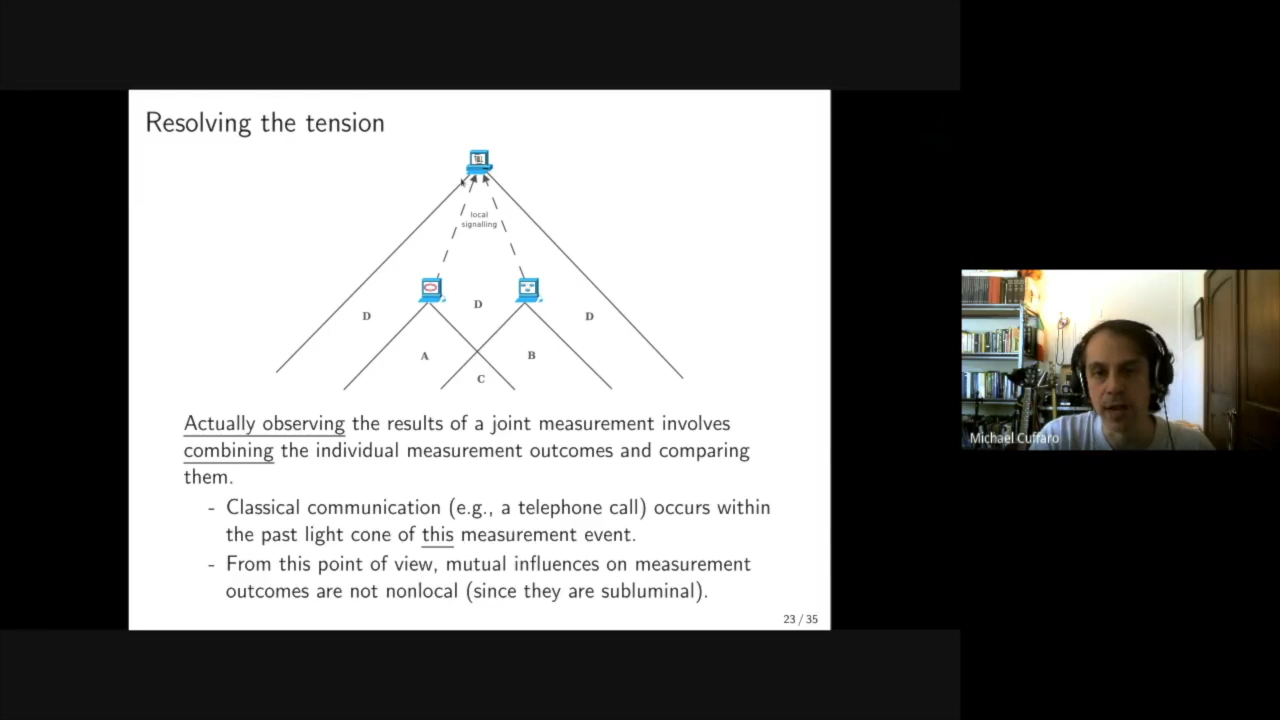 Resolving the tension
local
signalling
D
D
D
A
B
C
Actually observing the results of a joint measurement involves
combining the individual measurement outcomes and comparing
them.
- Classical communication (e.g., a telephone call) occurs within
the past light cone of this measurement event.
- From this point of view, mutual influences on measurement
outcomes are not nonlocal (since they are subluminal).
23 / 35
Michael Cuffaro